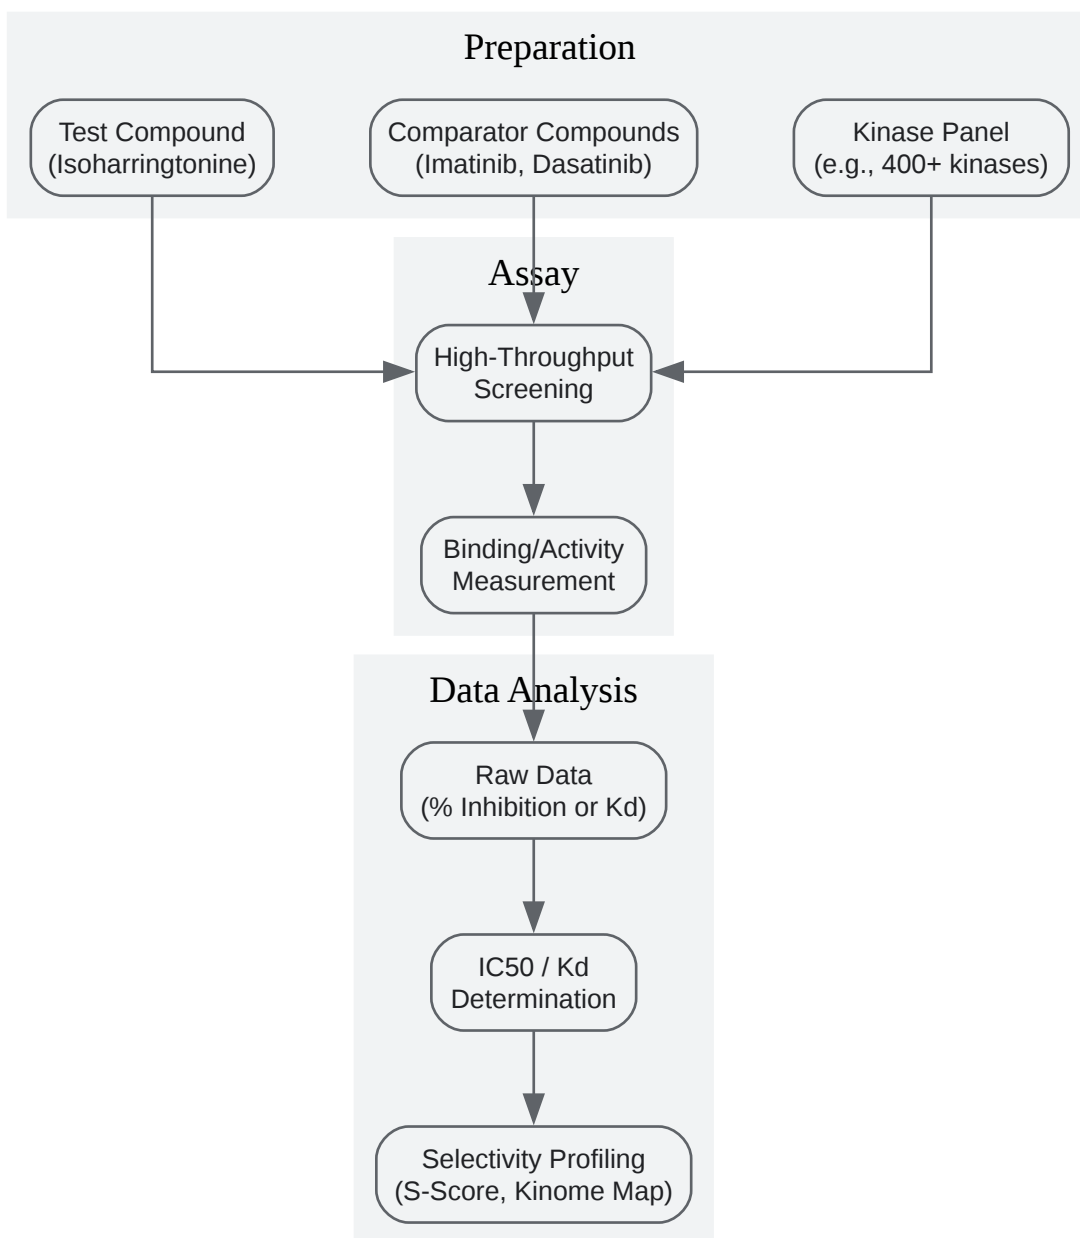 Preparation
Test Compound
(Isoharringtonine)
Comparator Compounds
(Imatinib, Dasatinib)
Kinase Panel
(e.g., 400+ kinases)
Assay
High-Throughput
Screening
Binding/Activity
Measurement
Data Analysis
Raw Data
(% Inhibition or Kd)
IC50 / Kd
Determination
Selectivity Profiling
(S-Score, Kinome Map)